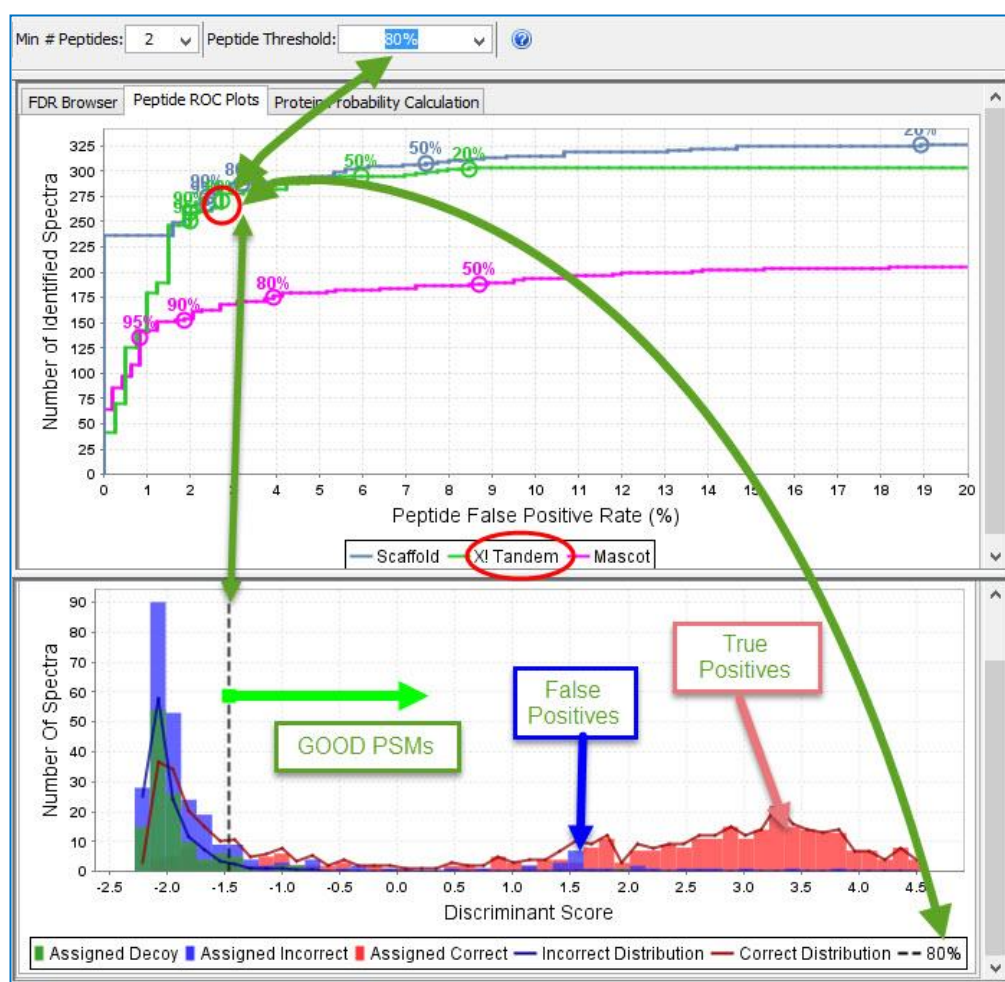 Min # Peptides: 2 Peptide Threshold: 80%
FDR Browser Peptide ROC Plots Protein Probability Calculation
Number of Identified Spectra
325
300
275
250
225
200
175
150
125
100
75
50
25
0
50%
20%
50%
20%
90%
80%
50%
80%
90%
95%
0 1 2 3 4 5 6 7 8 9 10 11 12 13 14 15 16 17 18 19 20
Peptide False Positive Rate (%)
Scaffold X! Tandem Mascot
Number Of Spectra
90
80
70
60
50
40
30
20
10
0
True
Positives
False
Positives
GOOD PSMs
-2.5 -2.0 -1.5 -1.0 -0.5 0.0 0.5 1.0 1.5 2.0 2.5 3.0 3.5 4.0 4.5
Discriminant Score
Assigned Decoy Assigned Incorrect Assigned Correct Incorrect Distribution Correct Distribution 80%